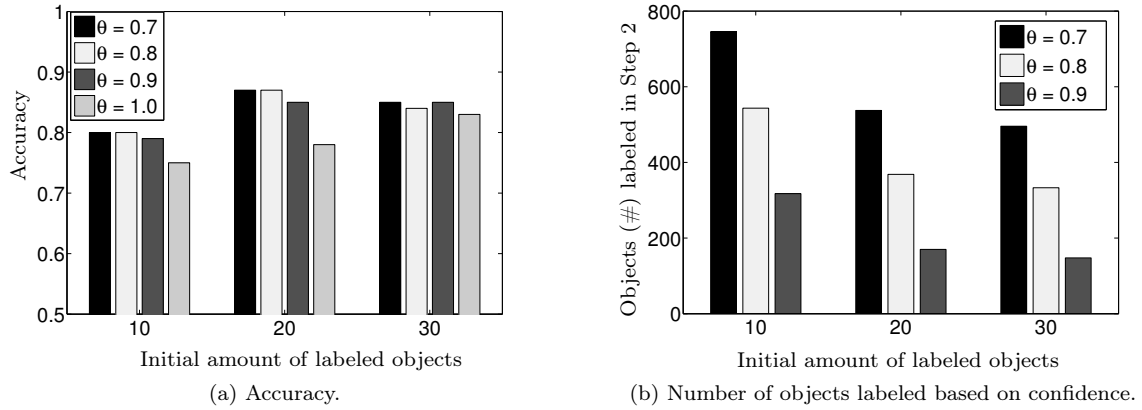 1
0.9
0.8
0.7
0.6
0.5
Accuracy
θ = 0.7
θ = 0.8
θ = 0.9
θ = 1.0
10 20 30
Initial amount of labeled objects
(a) Accuracy.
800
600
400
200
0
Objects (#) labeled in Step 2
θ = 0.7
θ = 0.8
θ = 0.9
10 20 30
Initial amount of labeled objects
(b) Number of objects labeled based on confidence.